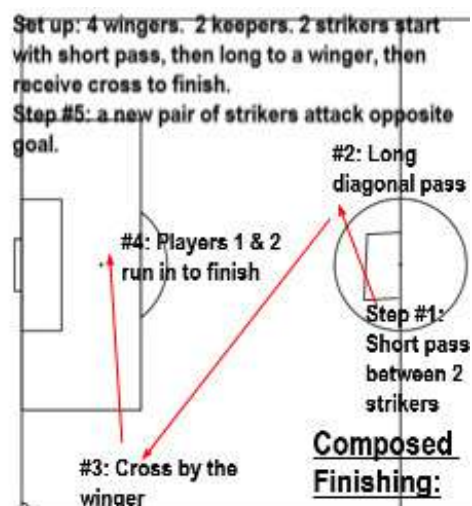 Set up: 4 wingers.  2 keepers. 2 strikers start
with short pass, then long to a winger, then
receive cross to finish.
Step #5: a new pair of strikers attack opposite
goal.
#2: Long
diagonal pass
#4: Players 1 & 2
run in to finish
Step #1:
Short pass
between 2
strikers
#3: Cross by the
winger
Composed
Finishing: